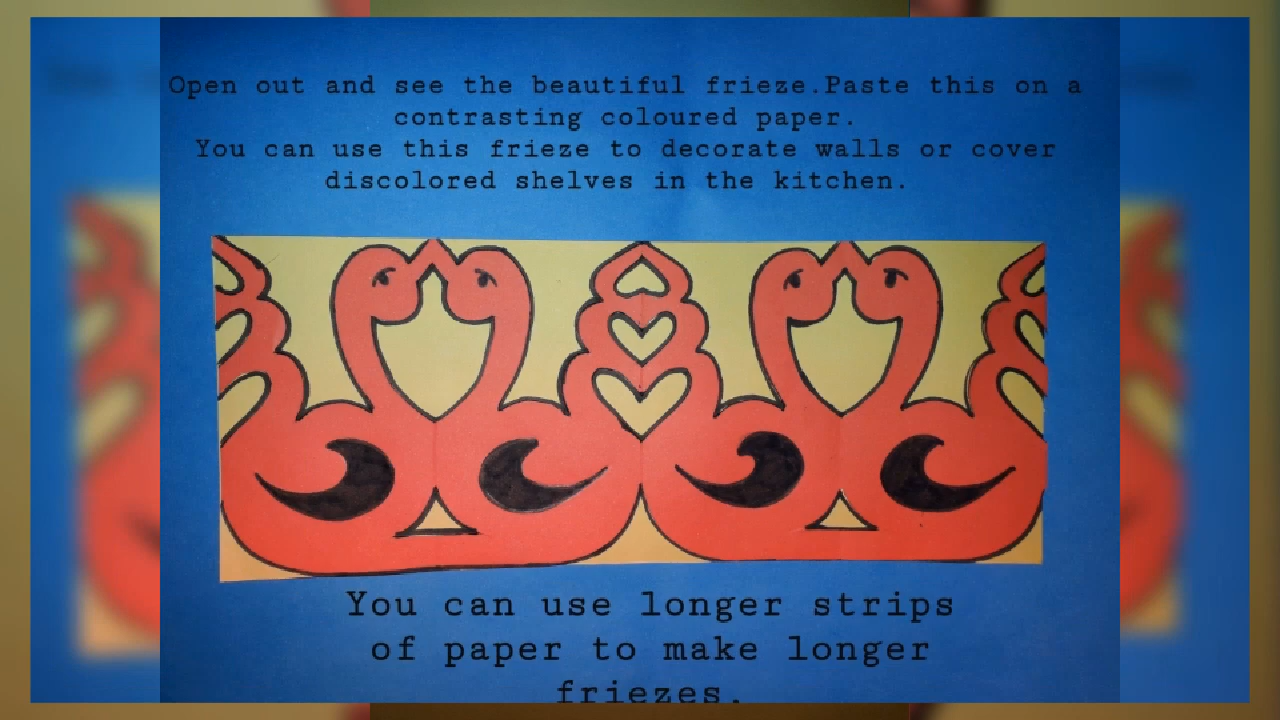 Open out and see the beautiful frieze.Paste this on a
contrasting coloured paper.
You can use this frieze to decorate walls or cover
discolored shelves in the kitchen.
You can use longer strips
of paper to make longer
friezes.